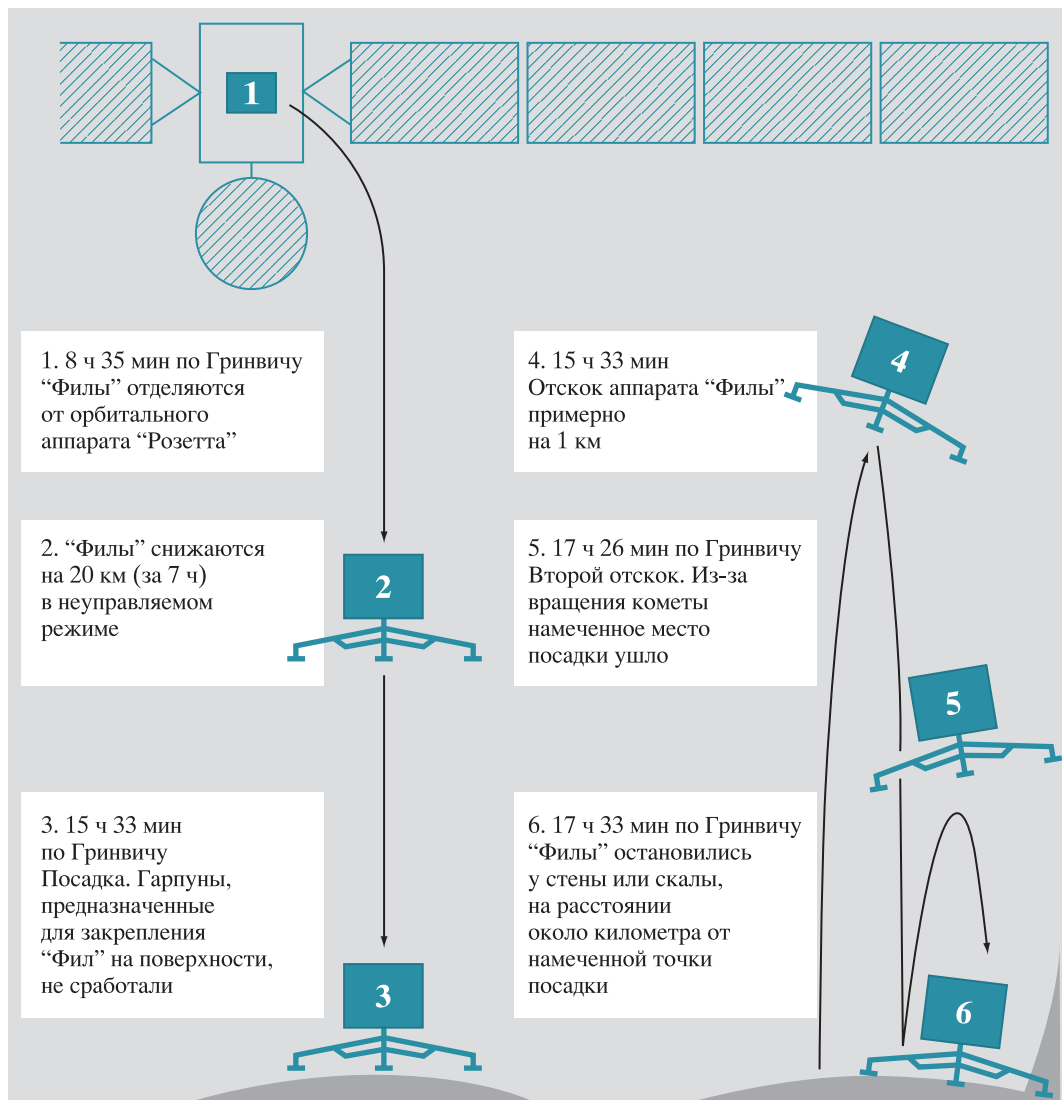 1
1. 8 ч 35 мин по Гринвичу
“Филы” отделяются
от орбитального
аппарата “Розетта”
2. “Филы” снижаются
на 20 км (за 7 ч)
в неуправляемом
режиме
2
3. 15 ч 33 мин
по Гринвичу
Посадка. Гарпуны,
предназначенные
для закрепления
“Фил” на поверхности,
не сработали
3
4. 15 ч 33 мин
Отскок аппарата “Филы”
примерно
на 1 км
4
5. 17 ч 26 мин по Гринвичу
Второй отскок. Из-за
вращения кометы
намеченное место
посадки ушло
5
6. 17 ч 33 мин по Гринвичу
“Филы” остановились
у стены или скалы,
на расстоянии
около километра от
намеченной точки
посадки
6